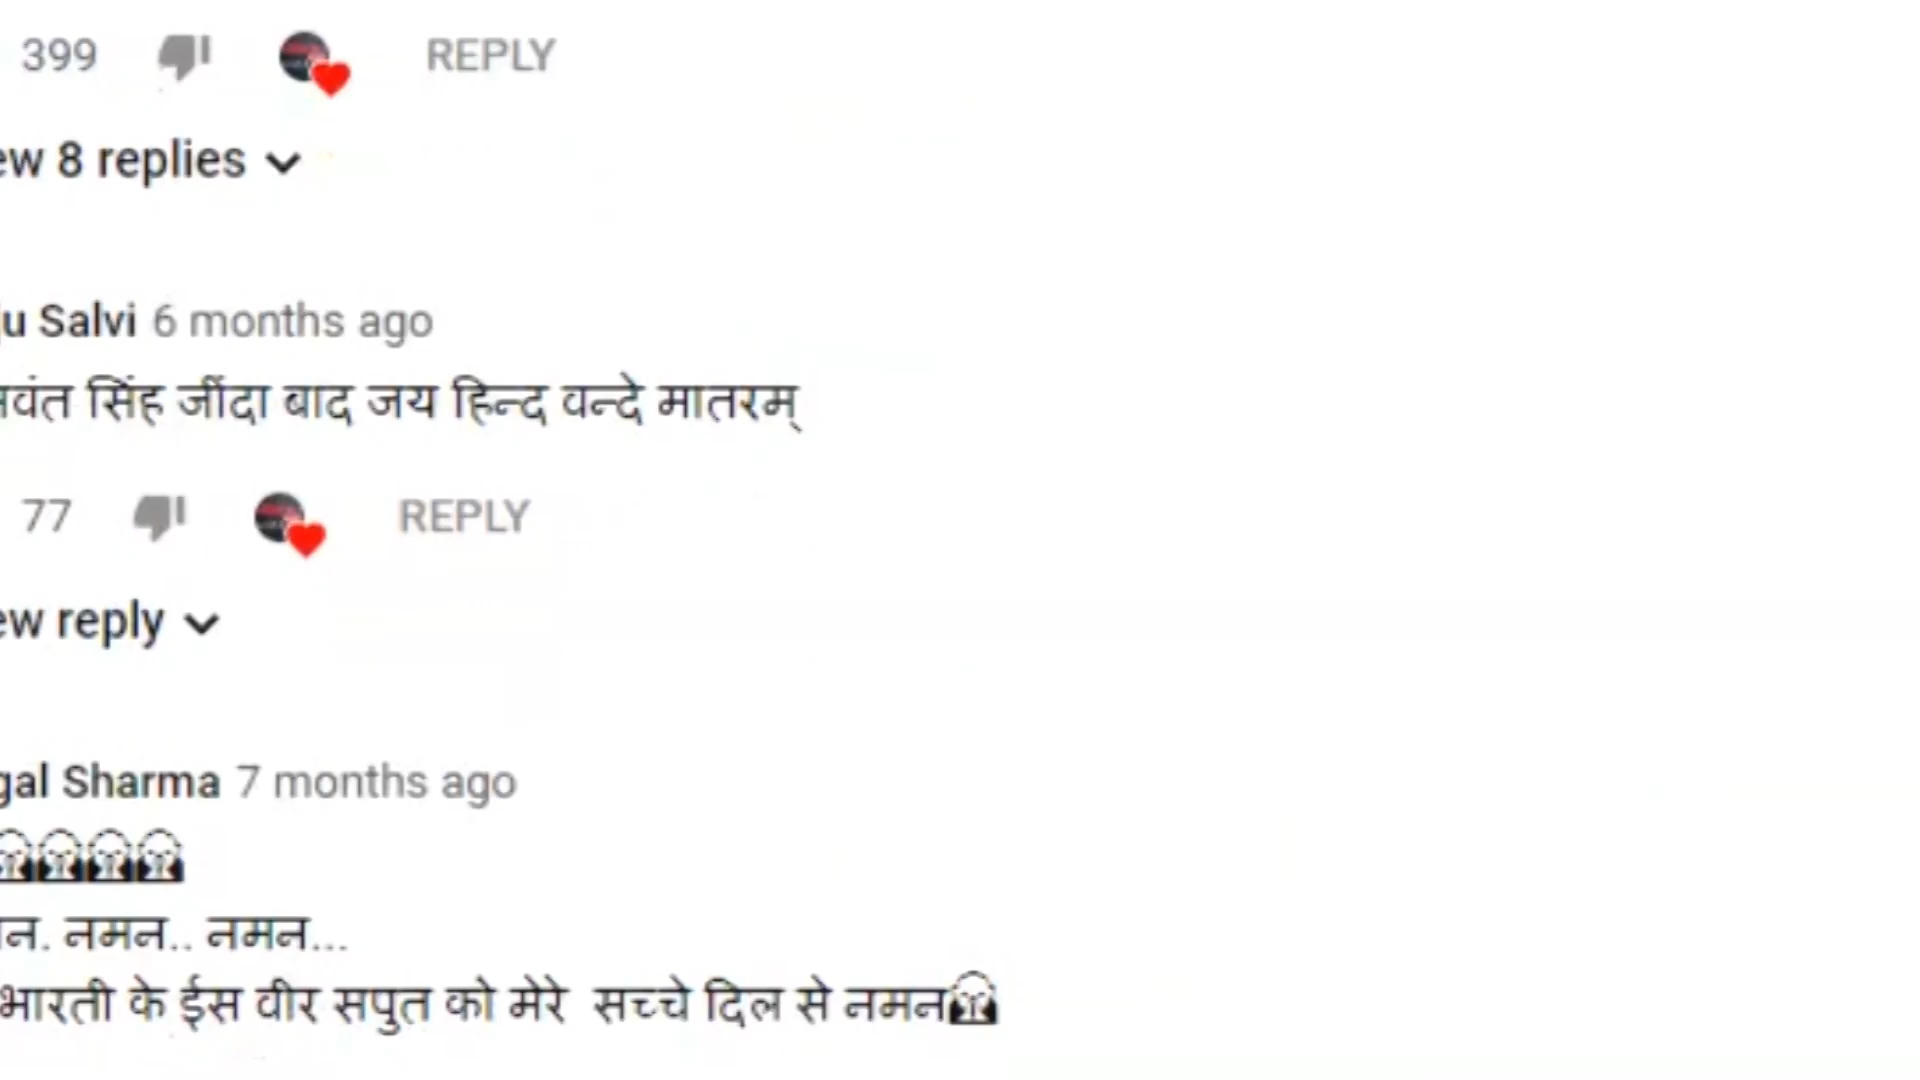 399 REPLY
ew 8 replies
u Salvi 6 months ago
सिंह जींदा बाद जय हिन्द वन्दे मातरम्
77 REPLY
ew reply
gal Sharma 7 months ago
न. नमन.. नमन...
भारती के ईस वीर सपुत को मेरे सच्चे दिल से नमन